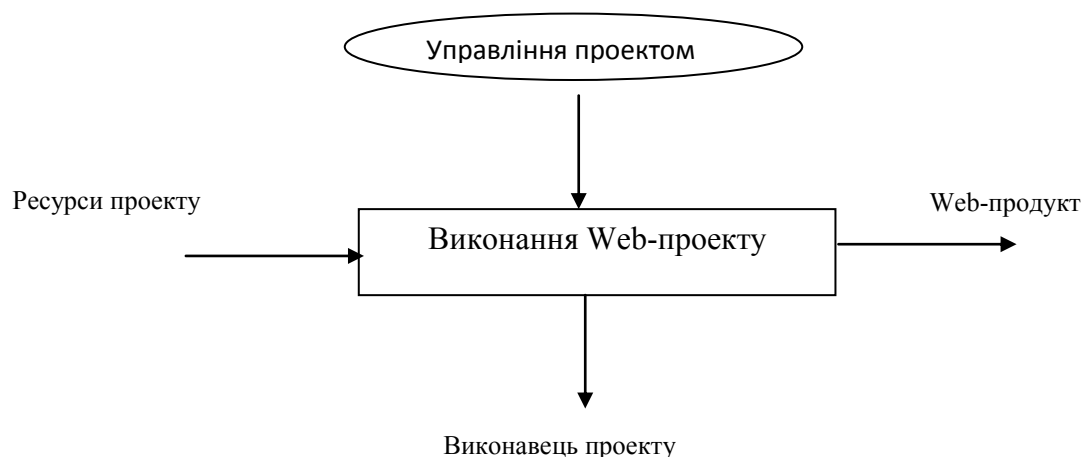 Управління проектом
Ресурси проекту
Web-продукт
Виконання Web-проекту
Виконавець проекту